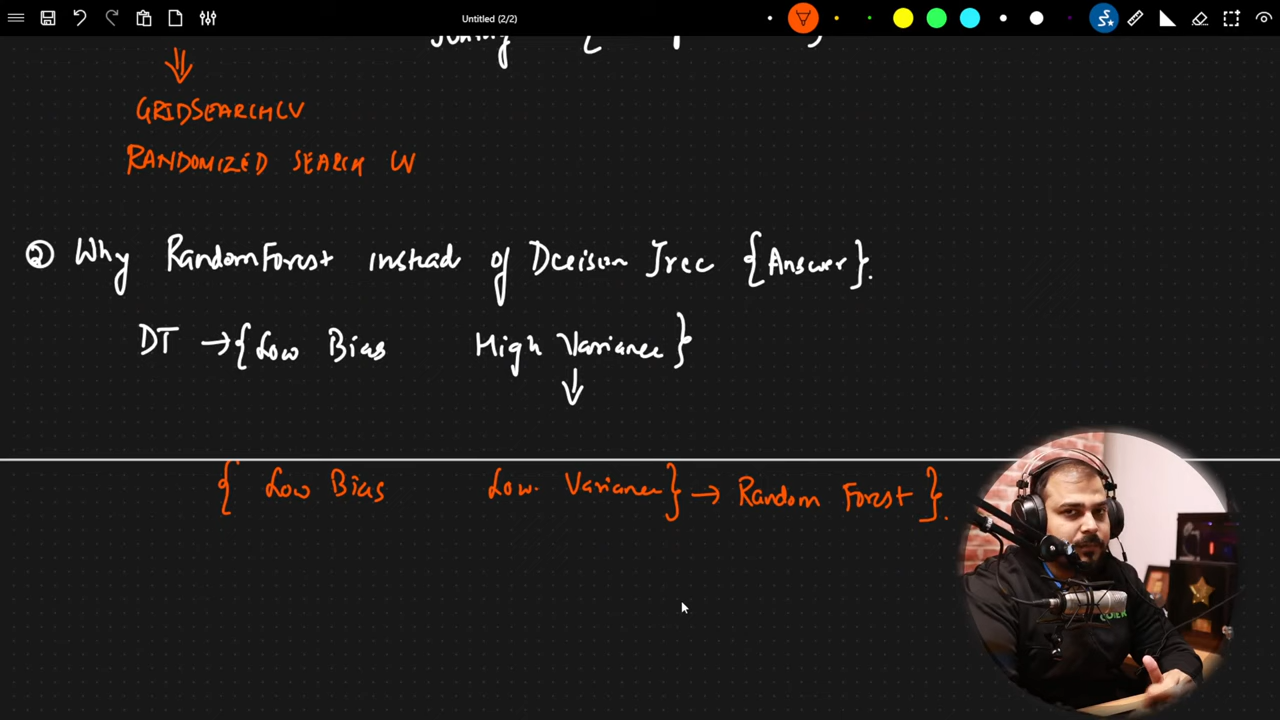 Untitled (2/2)
GRIDSEARCHCV
RANDOMIZED SEARCH CV
② Why RandomForest instead of Decision Tree {Answer}.
DT → {Low Bias High Variance}
{ Low Bias Low. Variance} → Random Forest }.